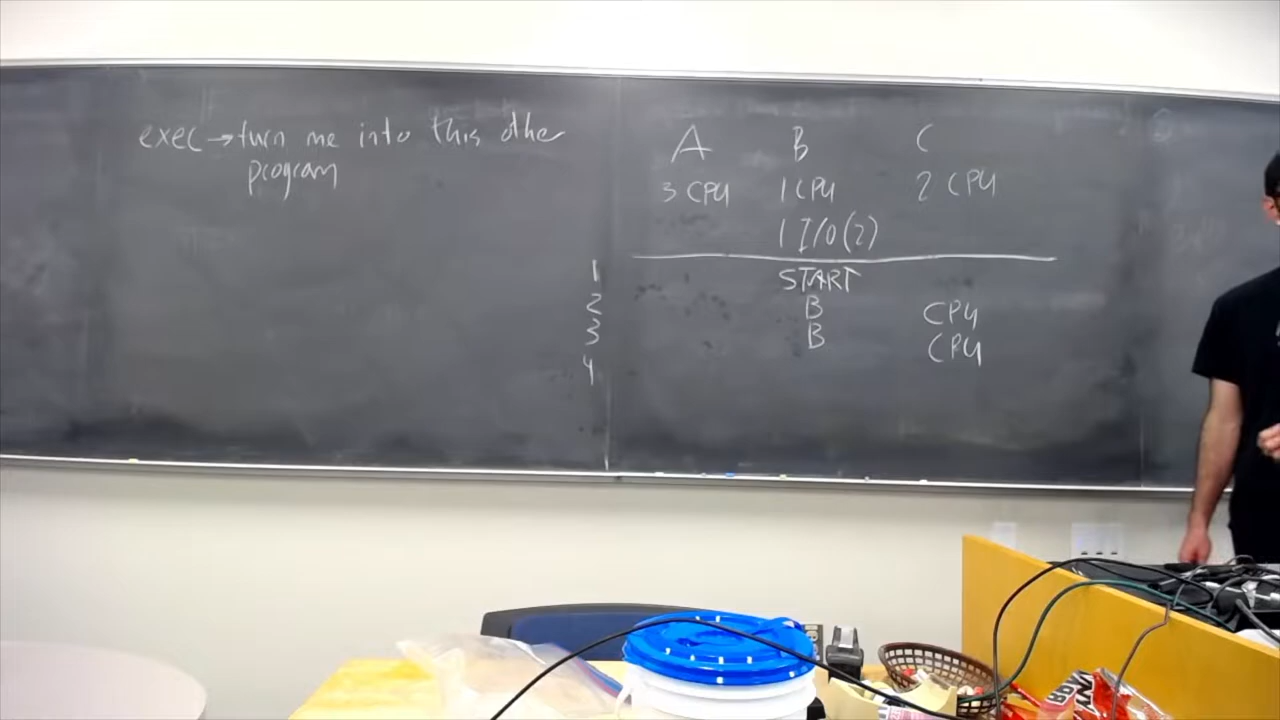 exec → turn me into this other
program
A B C
3 CPU 1 CPU 2 CPU
1 I/O (2)
1 START
2 B CPU
3 B CPU
4